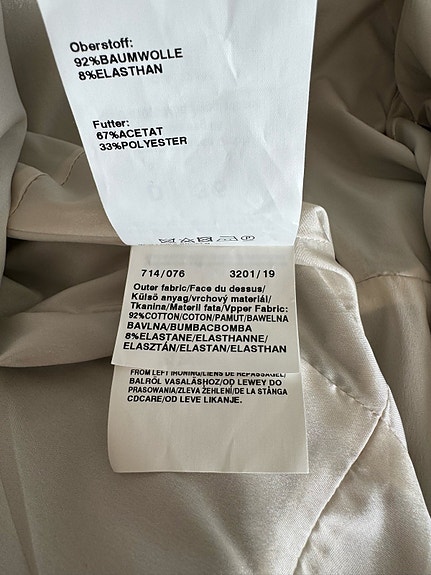 Oberstoff:
92%BAUMWOLLE
8%ELASTHAN
Futter:
67%ACETAT
33%POLYESTER
714/076 3201/19
Outer fabric/Face du dessus/
Külső anyag/vrchový materiál/
Tkanina/Materil fata/Vpper Fabric:
92%COTTON/COTON/PAMUT/BAWELNA
BAVLNA/BUMBACBOMBA
8%ELASTANE/ELASTHANNE/
ELASZTÁN/ELASTAN/ELASTHAN
FROM LEFT IHONING/LIENS DE REPASSAGEL/
BALRÓL VASALÁSHOZ/OD LEWEY DO
PRASOWANIA/ZLEVA ŽEHLENÍ/DE LA STÂNGA
CDCARE/OD LEVE LIKANJE.